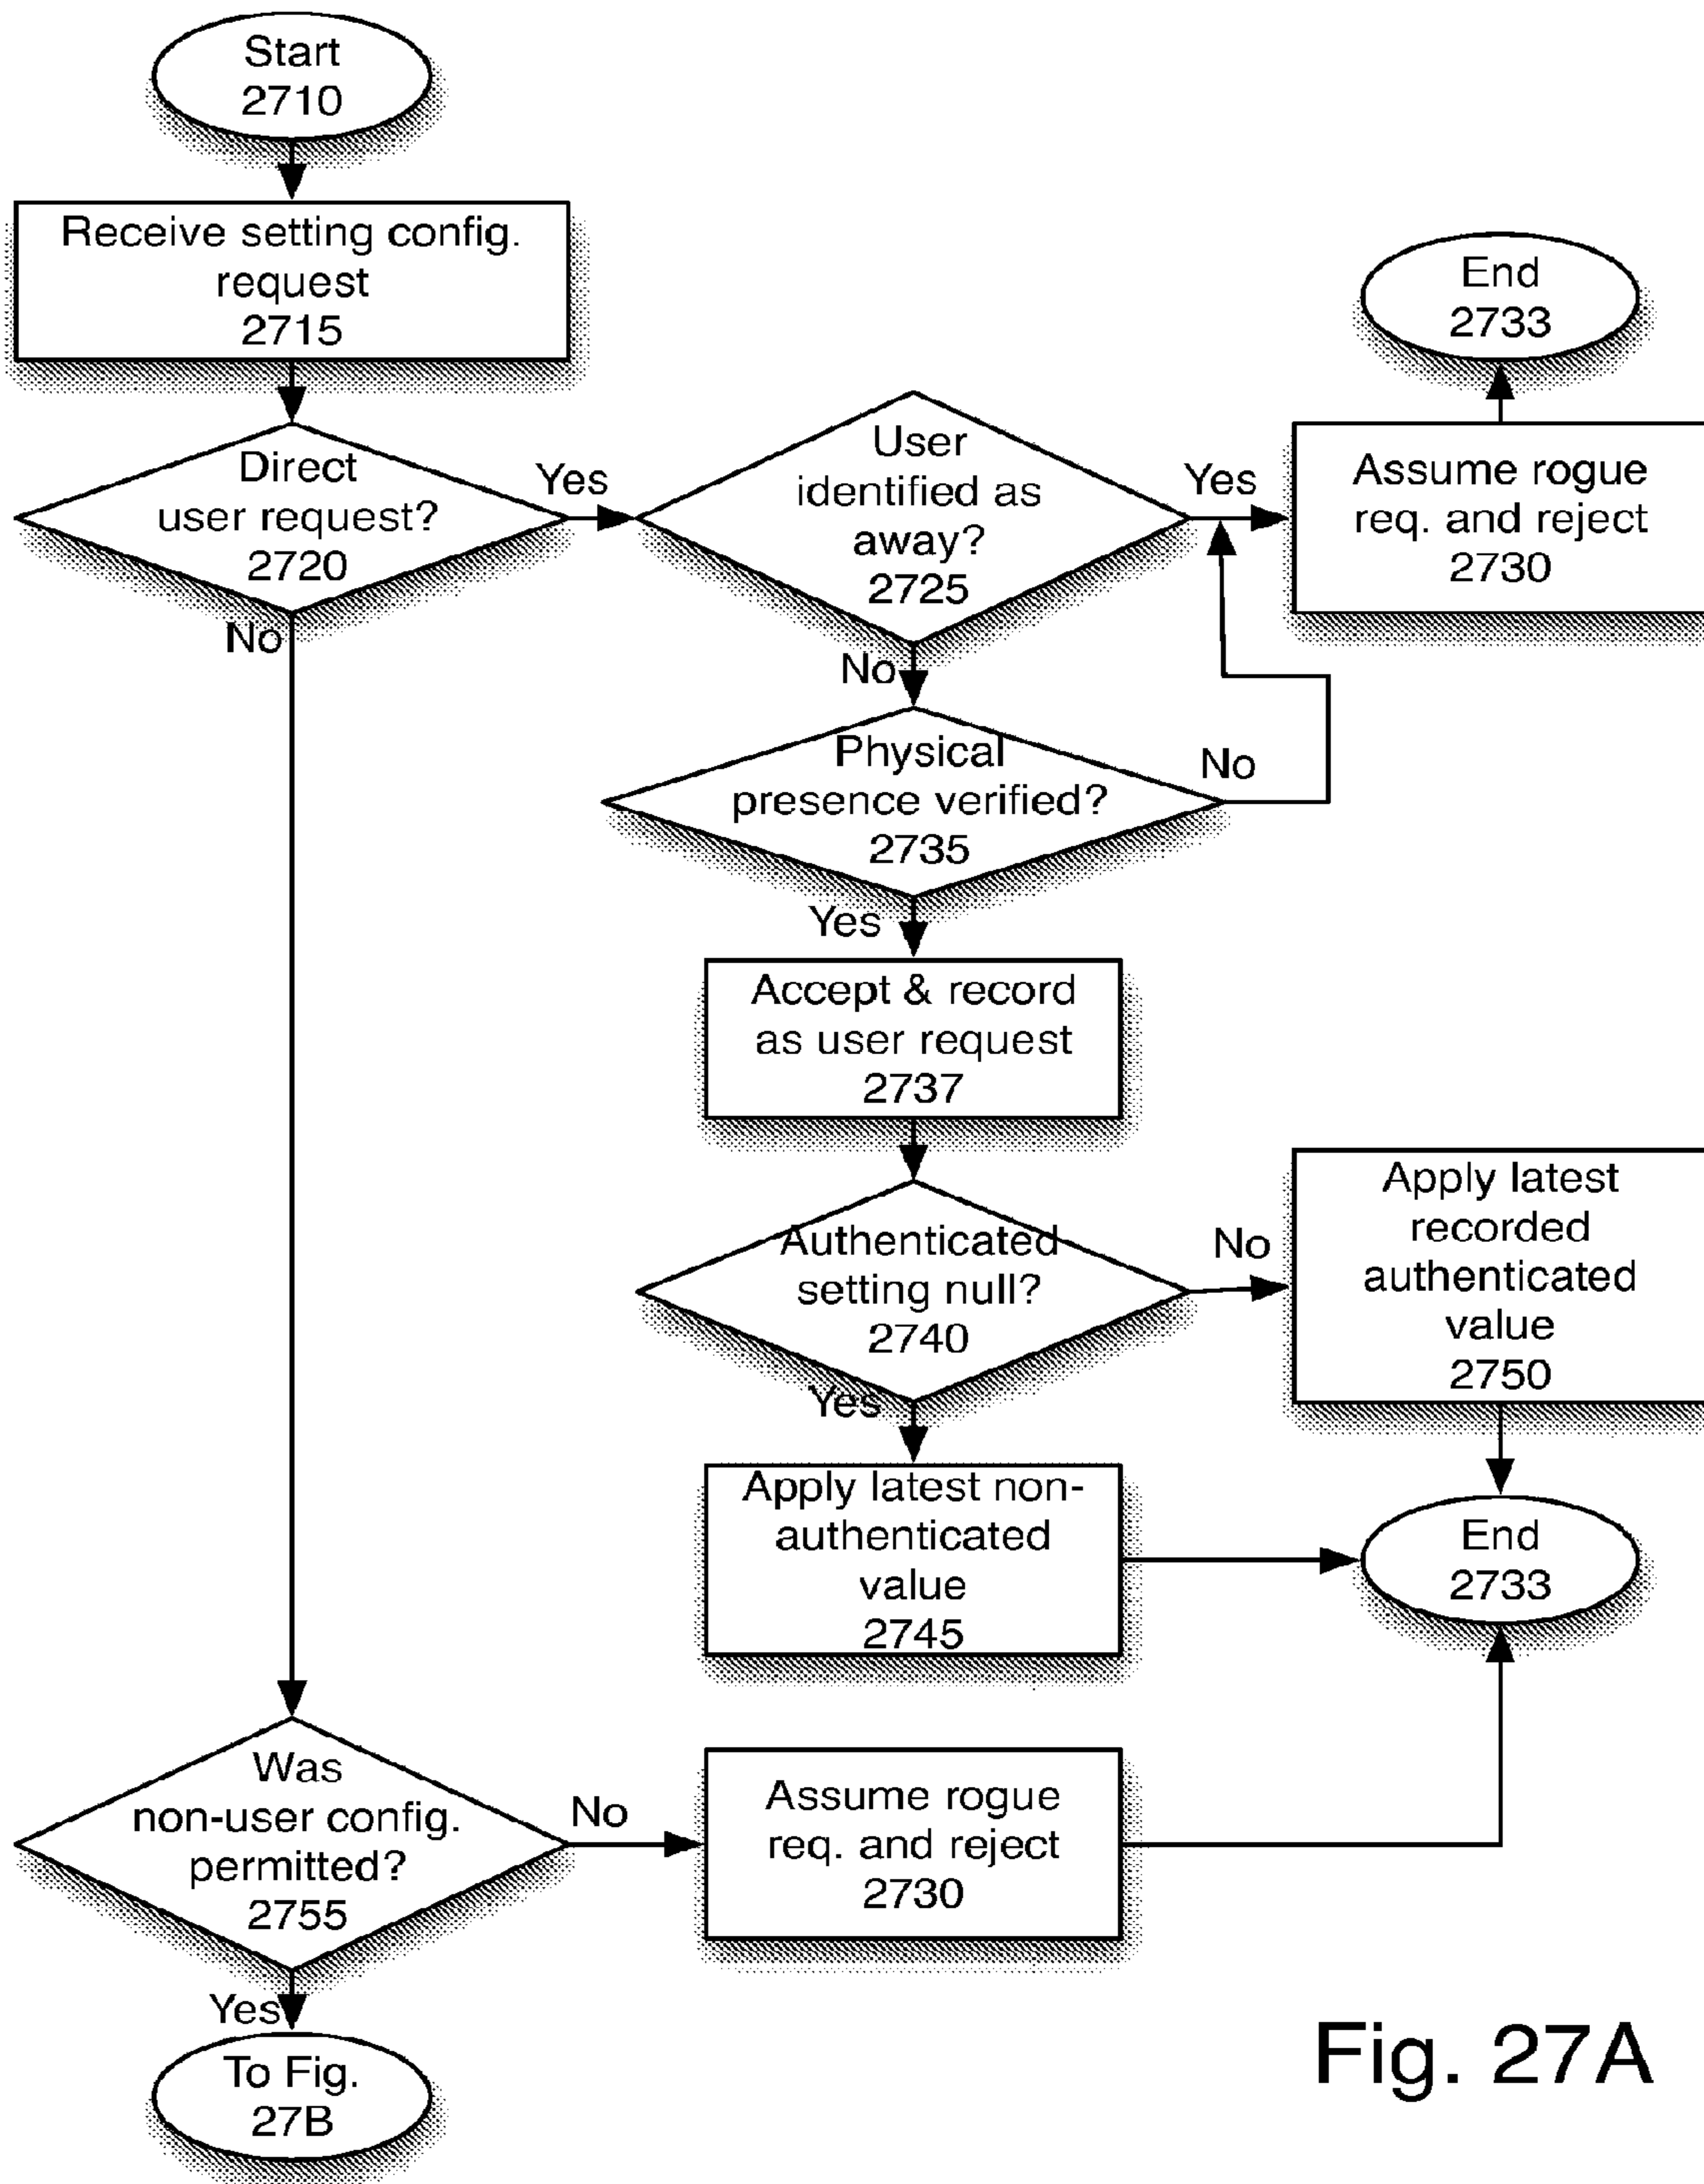 Start
2710
Receive setting config.
request
2715
End
2733
Direct
user request?
2720
Yes
User
identified as
away?
2725
Yes
Assume rogue
req. and reject
2730
No
No
Physical
presence verified?
2735
No
Yes
Accept & record
as user request
2737
Authenticated
setting null?
2740
No
Apply latest
recorded
authenticated
value
2750
Yes
Apply latest non-
authenticated
value
2745
End
2733
Was
non-user config.
permitted?
2755
No
Assume rogue
req. and reject
2730
Yes
To Fig.
27B
Fig. 27A